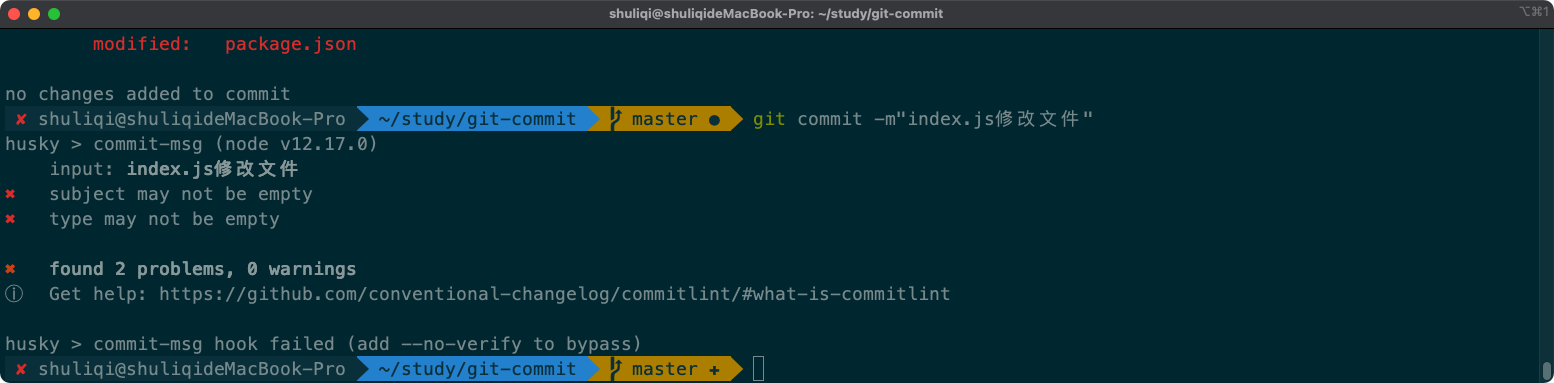 shuliqi@shuliqideMacBook-Pro: ~/study/git-commit ⌥⌘1
modified: package.json
no changes added to commit
✘ shuliqi@shuliqideMacBook-Pro ~/study/git-commit master ● git commit -m"index.js修改文件"
husky > commit-msg (node v12.17.0)
input: index.js修改文件
✖ subject may not be empty
✖ type may not be empty
✖ found 2 problems, 0 warnings
ⓘ Get help: https://github.com/conventional-changelog/commitlint/#what-is-commitlint
husky > commit-msg hook failed (add --no-verify to bypass)
✘ shuliqi@shuliqideMacBook-Pro ~/study/git-commit master ✚